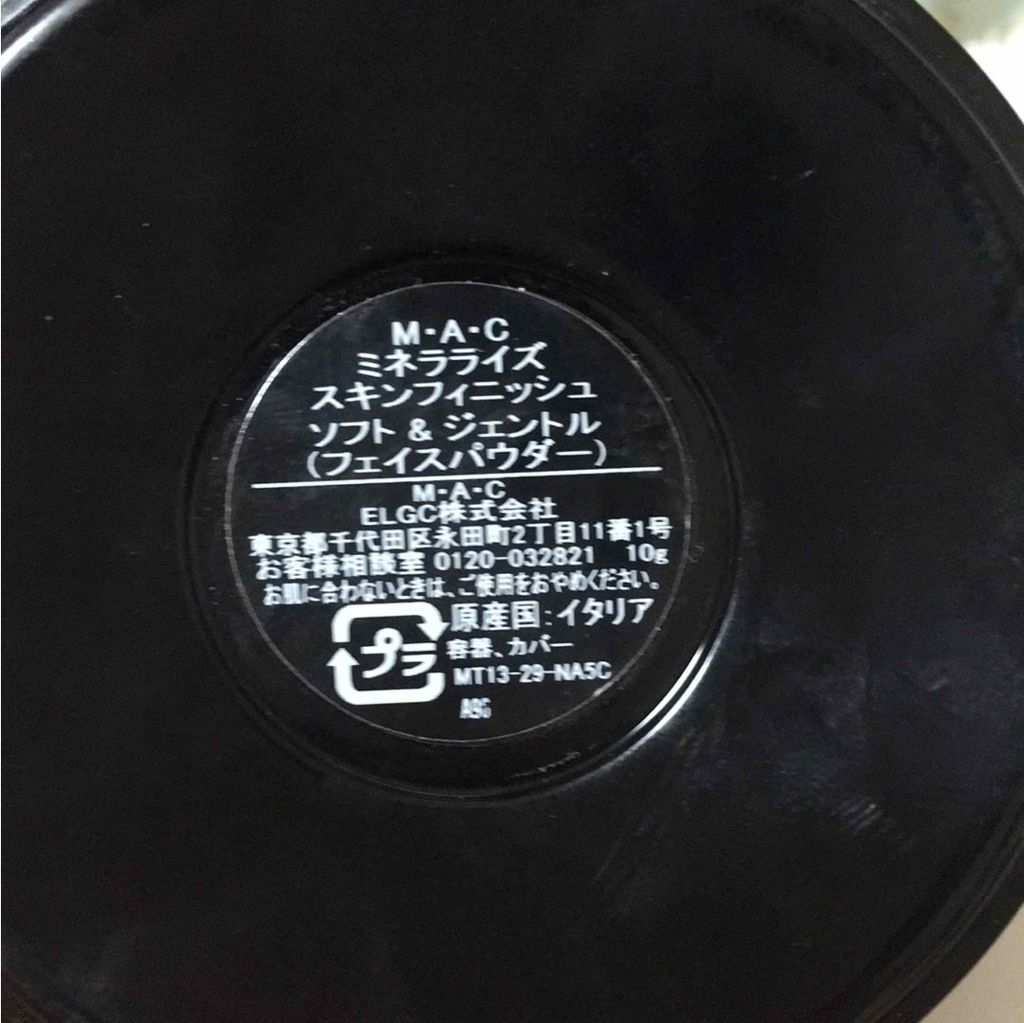 M・A・C
ミネラライズ
スキンフィニッシュ
ソフト & ジェントル
(フェイスパウダー)
M・A・C
ELGC株式会社
東京都千代田区永田町2丁目11番1号
お客様相談室 0120-032821 10g
お肌に合わないときは、ご使用をおやめください。
プラ
原産国：イタリア
容器、カバー
MT13-29-NA5C